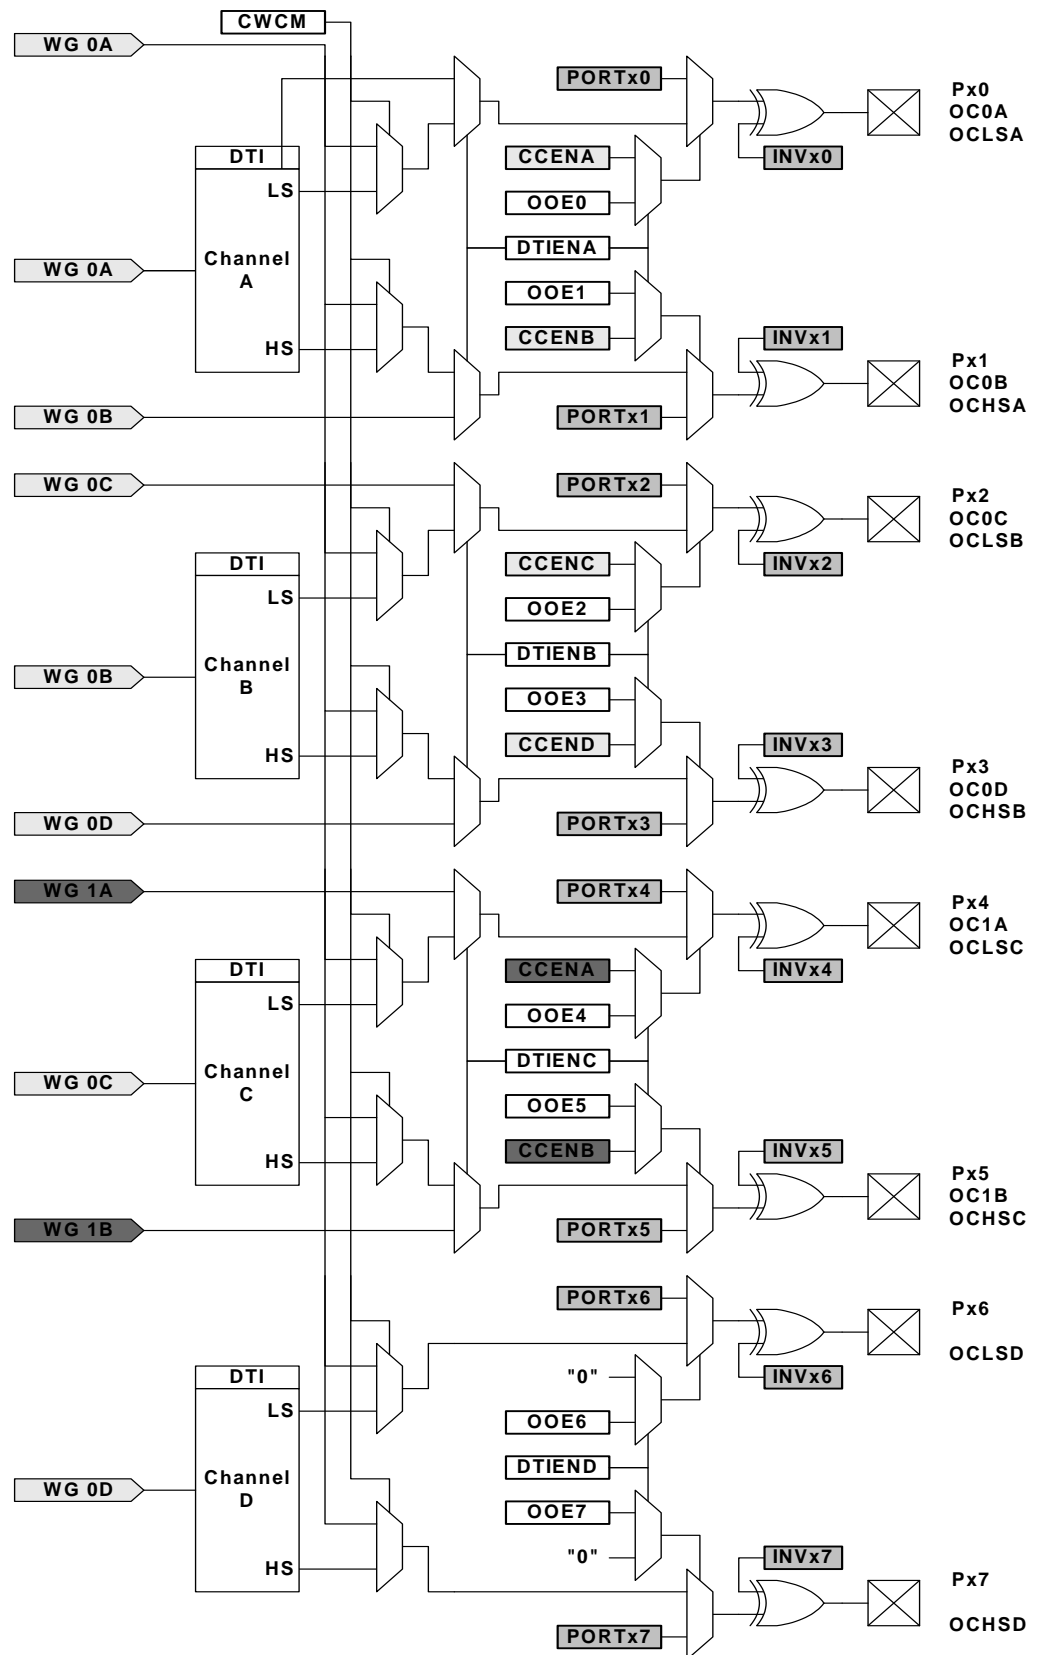 CWCM
WG 0A
PORTx0
Px0
OC0A
OCLSA
DTI
CCENA
INVx0
LS
OOE0
Channel
A
WG 0A
DTIENA
OOE1
HS
CCENB
INVx1
Px1
OC0B
OCHSA
WG 0B
PORTx1
WG 0C
PORTx2
Px2
OC0C
OCLSB
DTI
CCENC
INVx2
LS
OOE2
Channel
B
WG 0B
DTIENB
OOE3
HS
CCEND
INVx3
Px3
OC0D
OCHSB
WG 0D
PORTx3
WG 1A
PORTx4
Px4
OC1A
OCLSC
DTI
CCENA
INVx4
LS
OOE4
Channel
C
WG 0C
DTIENC
OOE5
HS
CCENB
INVx5
Px5
OC1B
OCHSC
WG 1B
PORTx5
PORTx6
Px6
OCLSD
DTI
"0"
INVx6
LS
OOE6
Channel
D
WG 0D
DTIEND
OOE7
HS
"0"
INVx7
Px7
OCHSD
PORTx7